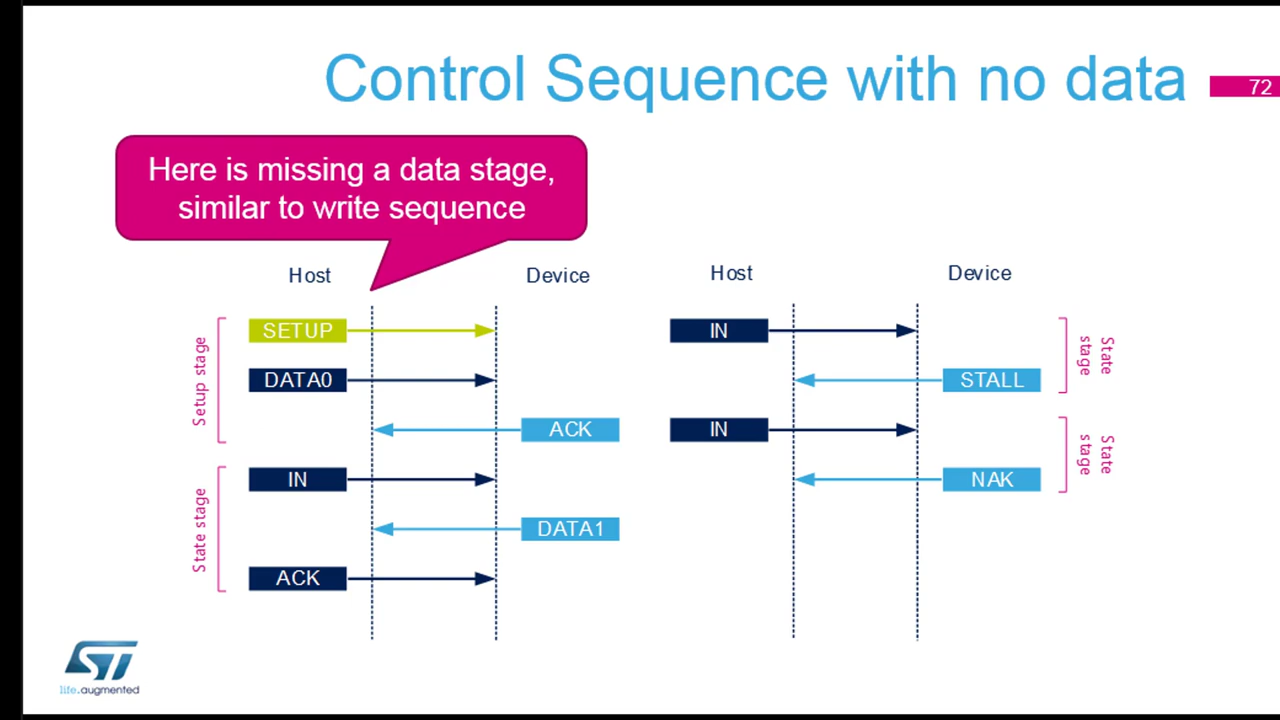 Control Sequence with no data
72
Here is missing a data stage,
similar to write sequence
Host
Device
Setup stage
SETUP
DATA0
ACK
State stage
IN
DATA1
ACK
Host
Device
IN
STALL
State
stage
IN
NAK
State
stage
ST
life.augmented